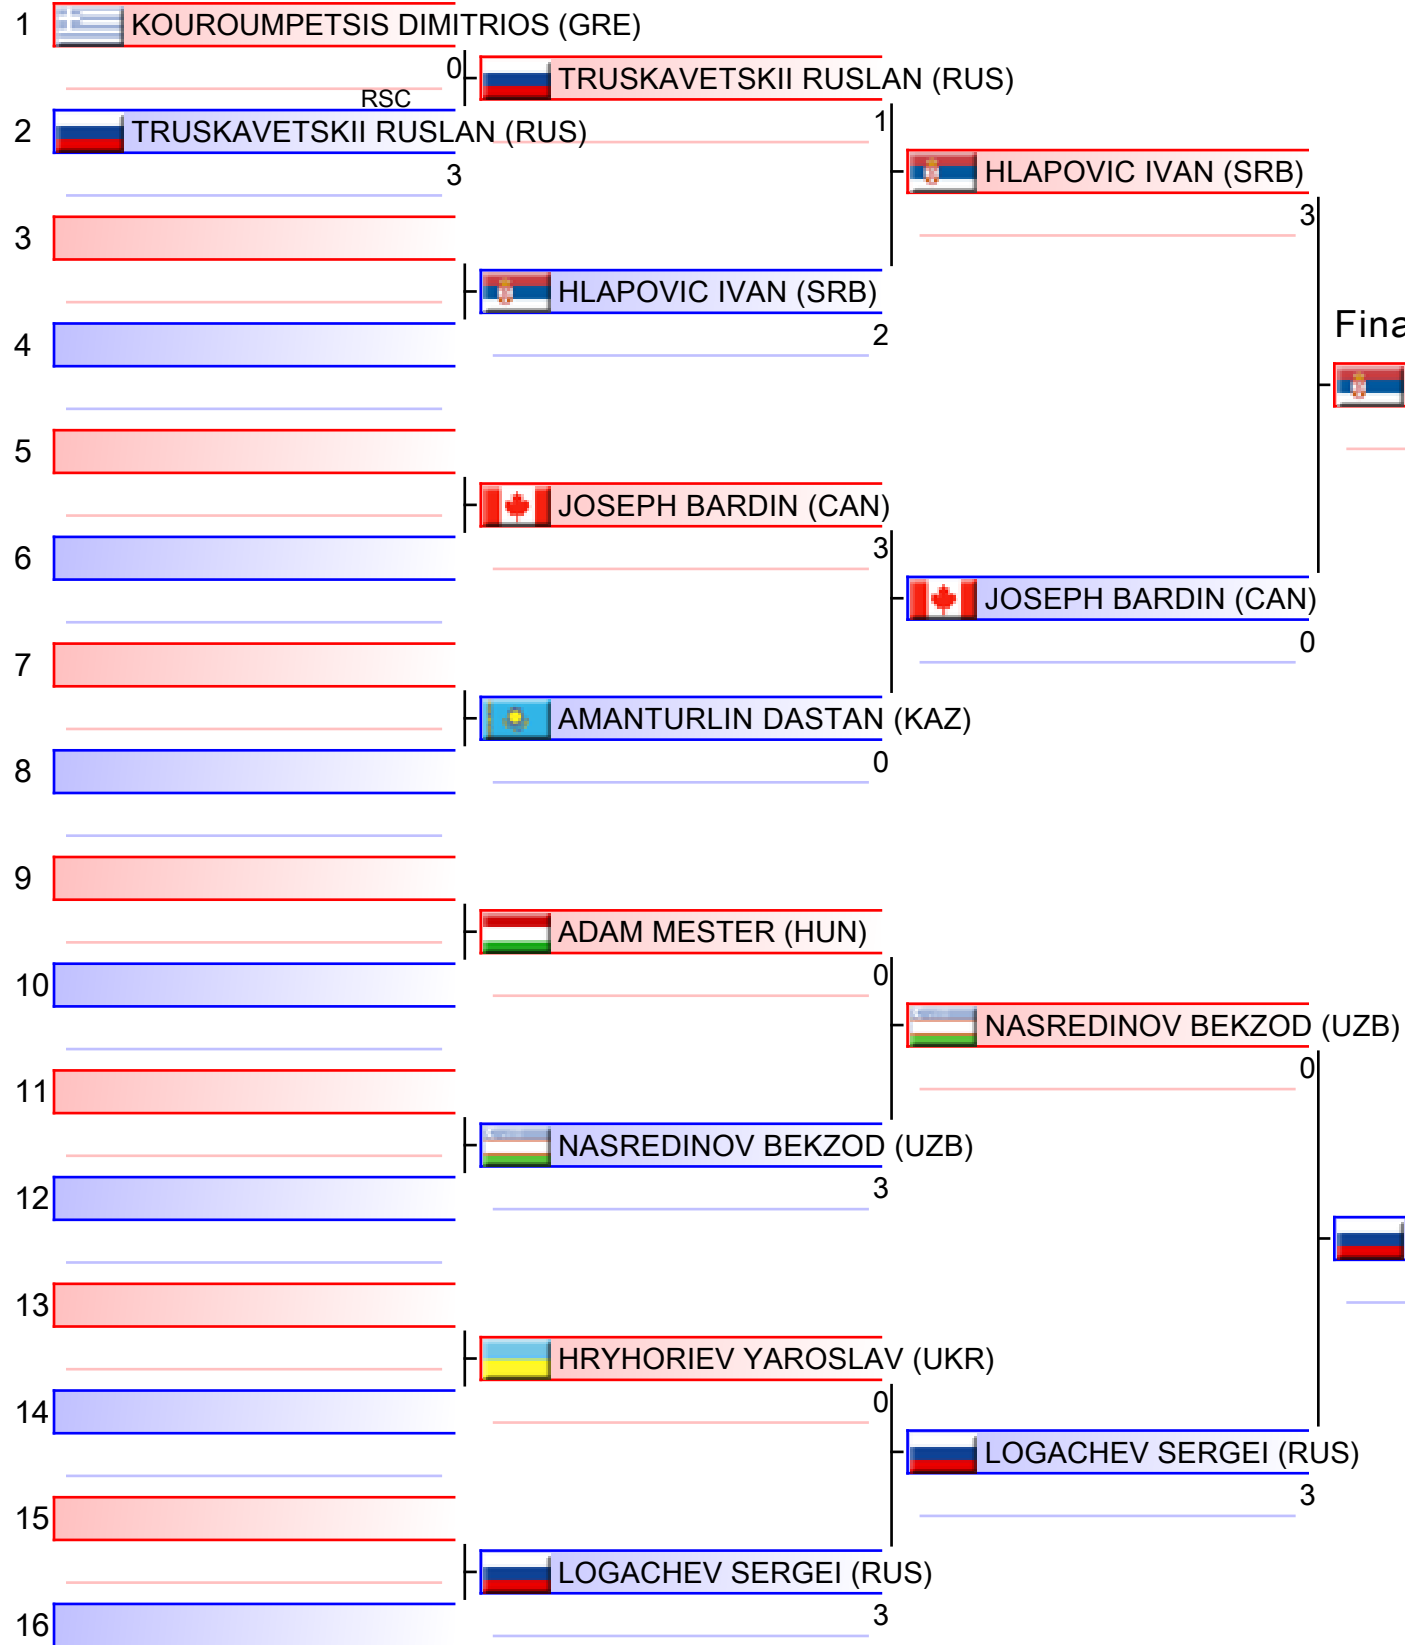 1 KOUROUMPETSIS DIMITRIOS (GRE)
0 TRUSKAVETSKII RUSLAN (RUS)
RSC
2 TRUSKAVETSKII RUSLAN (RUS)
1
3
HLAPOVIC IVAN (SRB)
3
3
HLAPOVIC IVAN (SRB)
2
4
Fina
5
JOSEPH BARDIN (CAN)
3
6
JOSEPH BARDIN (CAN)
0
7
AMANTURLIN DASTAN (KAZ)
0
8
9
ADAM MESTER (HUN)
0
10
NASREDINOV BEKZOD (UZB)
0
11
NASREDINOV BEKZOD (UZB)
3
12
13
HRYHORIEV YAROSLAV (UKR)
0
14
LOGACHEV SERGEI (RUS)
3
15
LOGACHEV SERGEI (RUS)
3
16